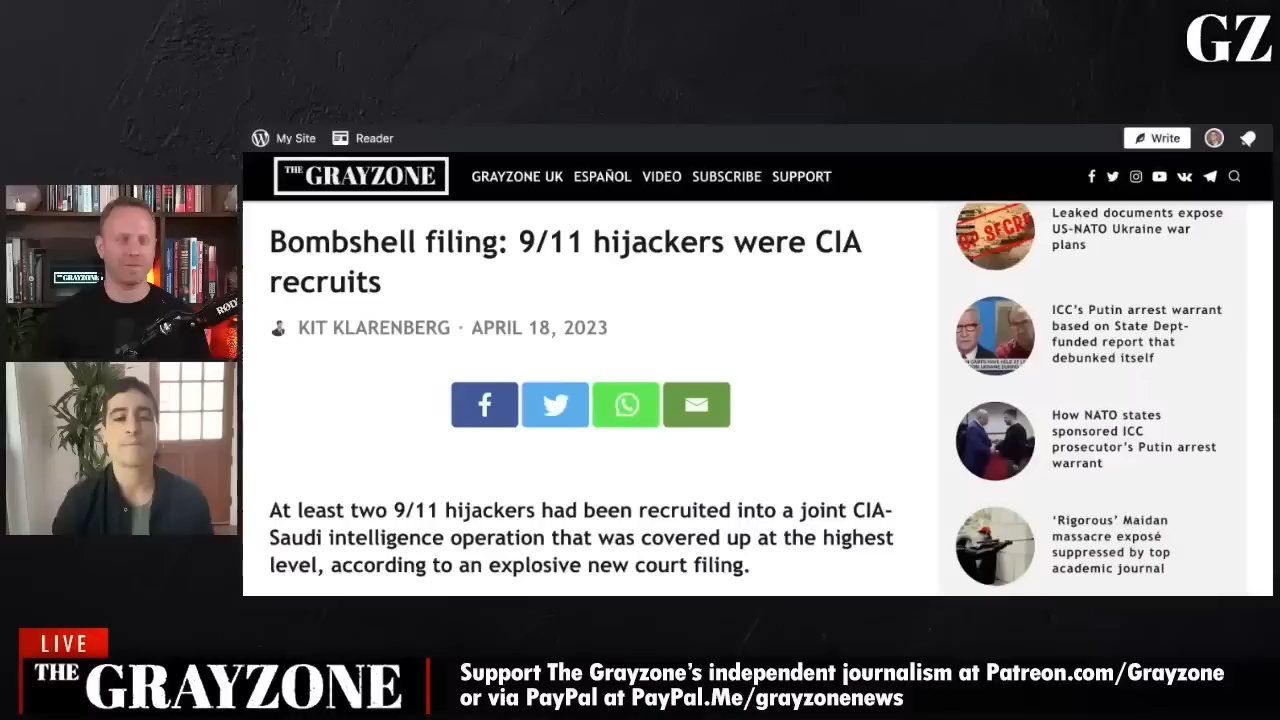 GZ
My Site
Reader
Write
THE GRAYZONE
GRAYZONE UK ESPAÑOL VIDEO SUBSCRIBE SUPPORT
Bombshell filing: 9/11 hijackers were CIA
recruits
KIT KLARENBERG · APRIL 18, 2023
At least two 9/11 hijackers had been recruited into a joint CIA-
Saudi intelligence operation that was covered up at the highest
level, according to an explosive new court filing.
Leaked documents expose
US-NATO Ukraine war
plans
ICC's Putin arrest warrant
based on State Dept-
funded report that
debunked itself
How NATO states
sponsored ICC
prosecutor's Putin arrest
warrant
'Rigorous' Maidan
massacre exposé
suppressed by top
academic journal
THE GRAYZONE
RØD
LIVE
THE GRAYZONE
Support The Grayzone's independent journalism at Patreon.com/Grayzone
or via PayPal at PayPal.Me/grayzonenews